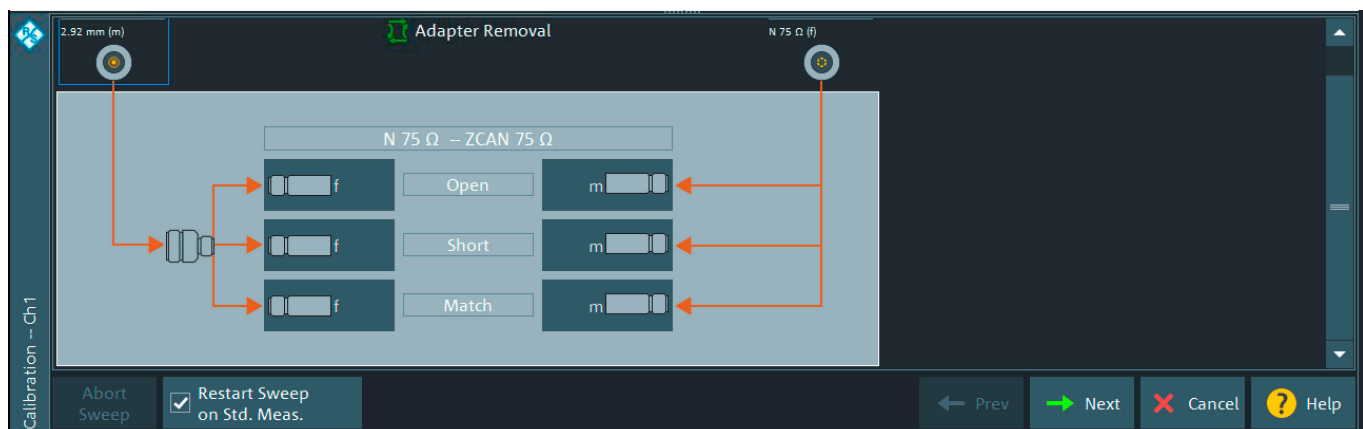 2.92 mm (m)
Adapter Removal
N 75 Ω (f)
N 75 Ω -- ZCAN 75 Ω
f
Open
m
f
Short
m
f
Match
m
Calibration -- Ch1
Abort
Sweep
Restart Sweep
on Std. Meas.
Prev
Next
Cancel
? Help